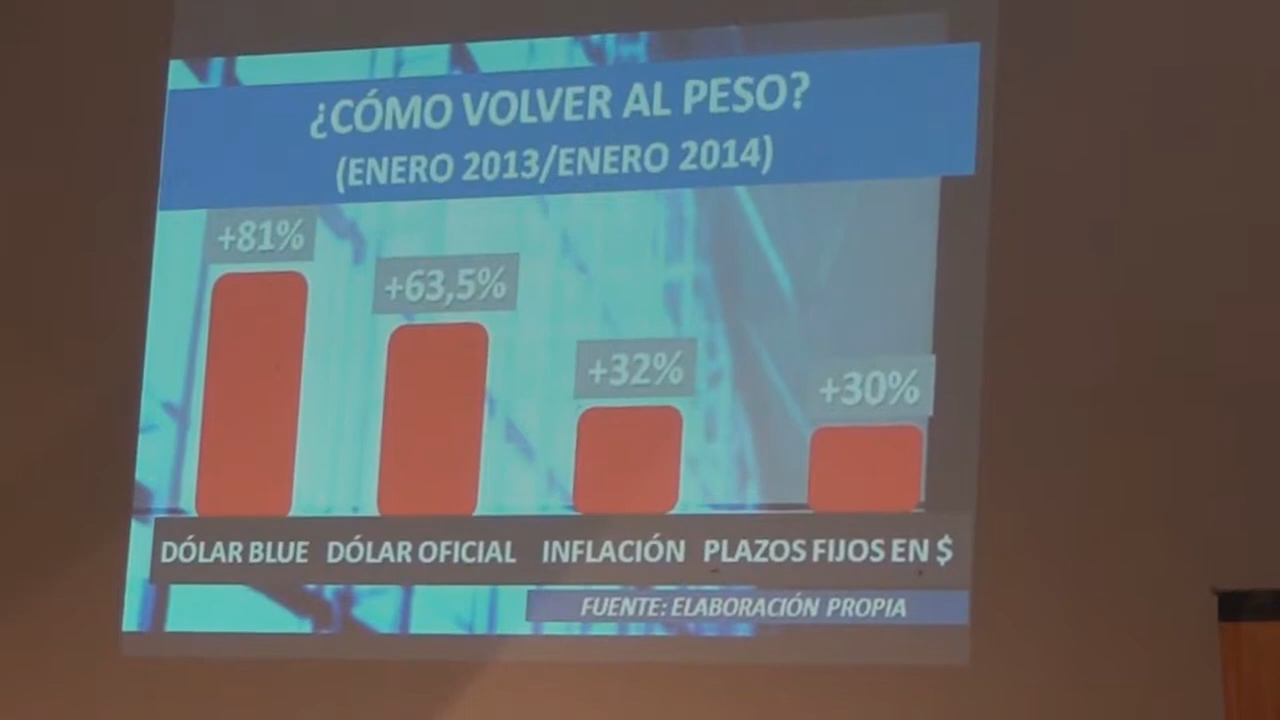 ¿CÓMO VOLVER AL PESO?
(ENERO 2013/ENERO 2014)
+81%
+63,5%
+32%
+30%
DÓLAR BLUE DÓLAR OFICIAL INFLACIÓN PLAZOS FIJOS EN $
FUENTE: ELABORACIÓN PROPIA